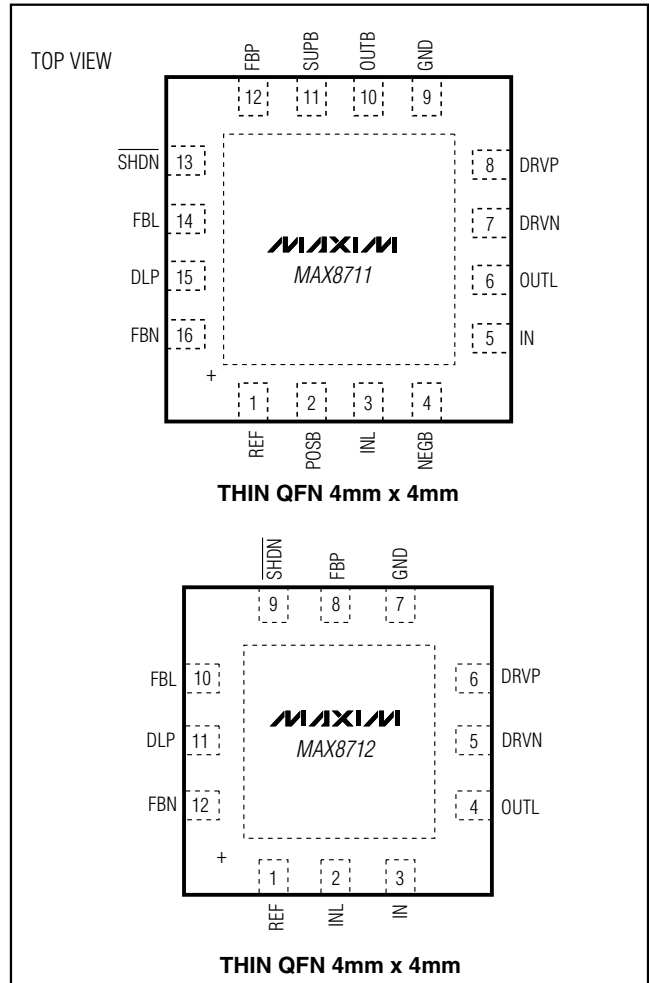 TOP VIEW
FBP SUPB OUTB GND
12 11 10 9
SHDN 13
FBL 14
DLP 15
FBN 16
8 DRVP
7 DRVN
6 OUTL
5 IN
MAXIM
MAX8711
+
1 2 3 4
REF POSB INL NEGB
THIN QFN 4mm x 4mm
SHDN FBP GND
9 8 7
FBL 10
DLP 11
FBN 12
6 DRVP
5 DRVN
4 OUTL
MAXIM
MAX8712
+
1 2 3
REF INL IN
THIN QFN 4mm x 4mm